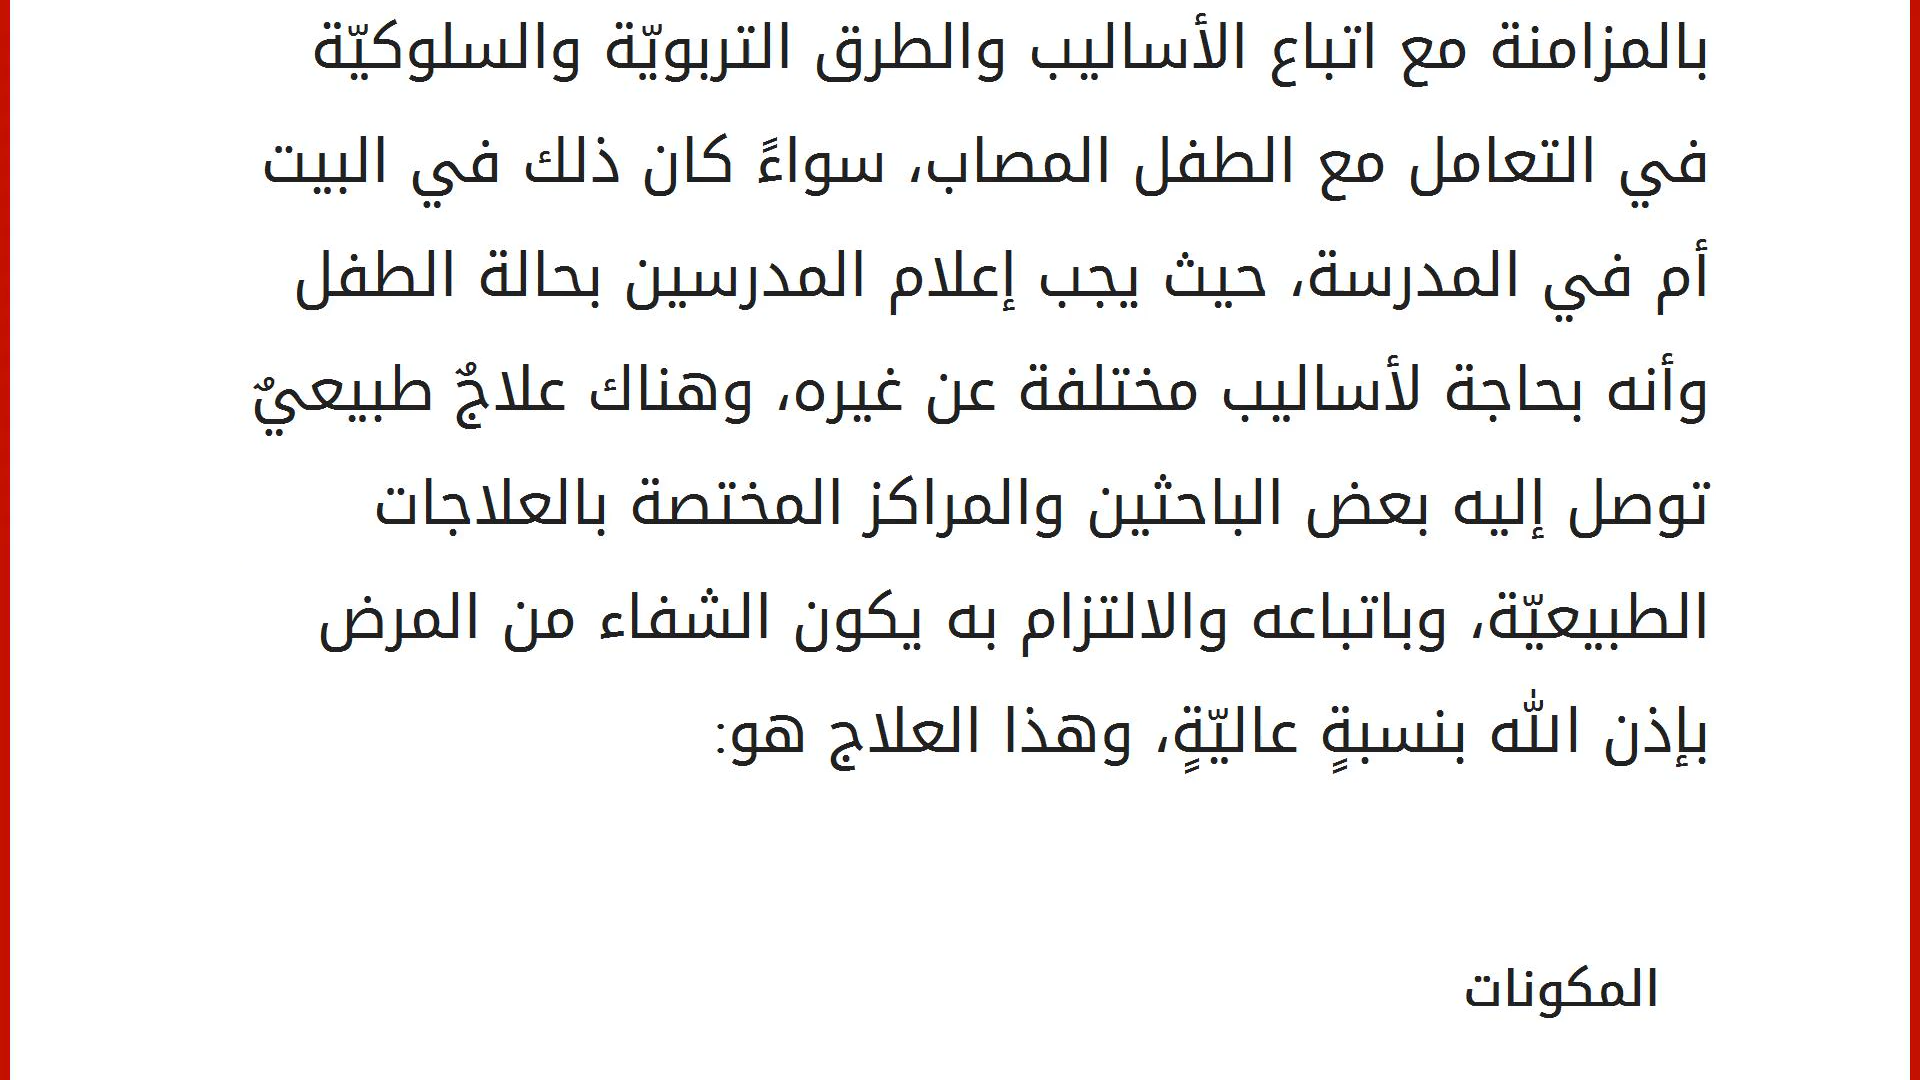 بالمزامنة مع اتباع الأساليب والطرق التربويّة والسلوكيّة
في التعامل مع الطفل المصاب، سواءً كان ذلك في البيت
أم في المدرسة، حيث يجب إعلام المدرسين بحالة الطفل
وأنه بحاجة لأساليب مختلفة عن غيره، وهناك علاجٌ طبيعيٌ
توصل إليه بعض الباحثين والمراكز المختصة بالعلاجات
الطبيعيّة، وباتباعه والالتزام به يكون الشفاء من المرض
بإذن الله بنسبةٍ عاليّةٍ، وهذا العلاج هو:
المكونات